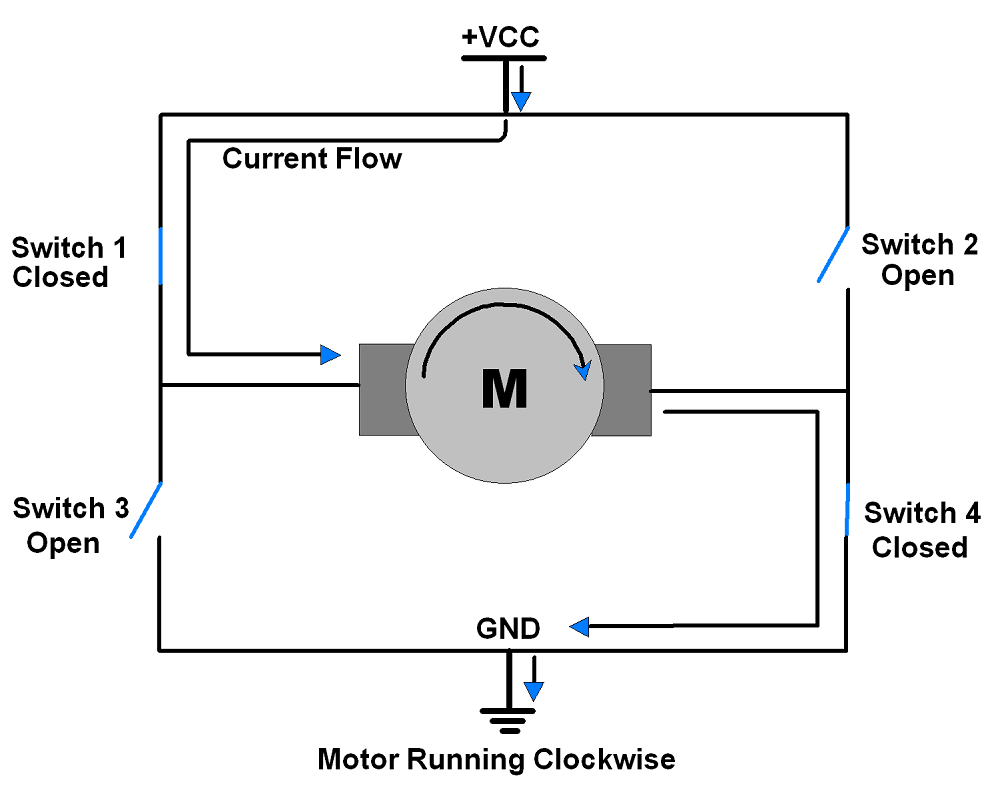 +VCC
Current Flow
Switch 1
Closed
Switch 2
Open
M
Switch 3
Open
Switch 4
Closed
GND
Motor Running Clockwise